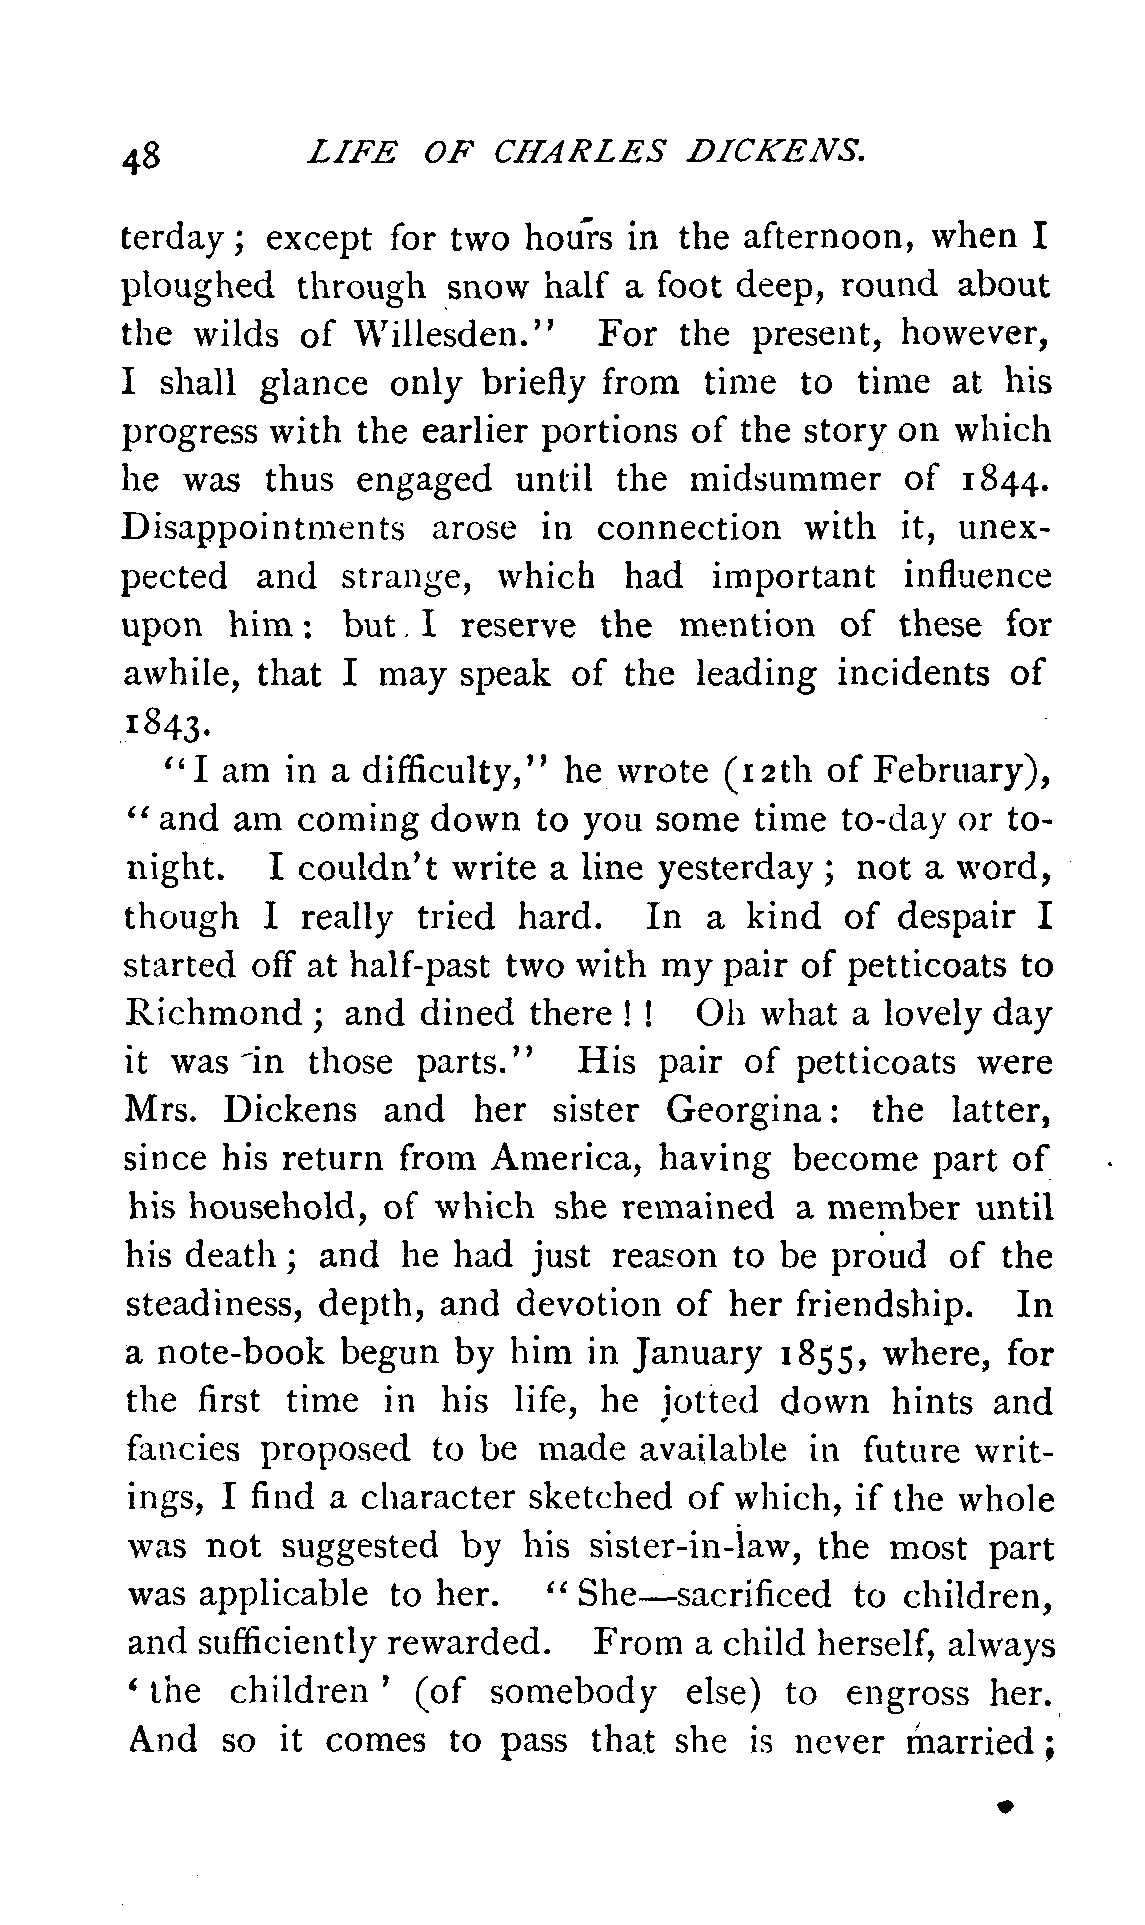 48 LIFE OF CHARLES DICKENS.
terday ; except for two hours in the afternoon, when I
ploughed through snow half a foot deep, round about
the wilds of Willesden." For the present, however,
I shall glance only briefly from time to time at his
progress with the earlier portions of the story on which
he was thus engaged until the midsummer of 1844.
Disappointments arose in connection with it, unex-
pected and strange, which had important influence
upon him : but I reserve the mention of these for
awhile, that I may speak of the leading incidents of
1843.
"I am in a difficulty," he wrote (12th of February),
"and am coming down to you some time to-day or to-
night. I couldn't write a line yesterday ; not a word,
though I really tried hard. In a kind of despair I
started off at half-past two with my pair of petticoats to
Richmond ; and dined there ! ! Oh what a lovely day
it was in those parts." His pair of petticoats were
Mrs. Dickens and her sister Georgina : the latter,
since his return from America, having become part of
his household, of which she remained a member until
his death ; and he had just reason to be proud of the
steadiness, depth, and devotion of her friendship. In
a note-book begun by him in January 1855, where, for
the first time in his life, he jotted down hints and
fancies proposed to be made available in future writ-
ings, I find a character sketched of which, if the whole
was not suggested by his sister-in-law, the most part
was applicable to her. "She—sacrificed to children,
and sufficiently rewarded. From a child herself, always
'the children' (of somebody else) to engross her.
And so it comes to pass that she is never married ;